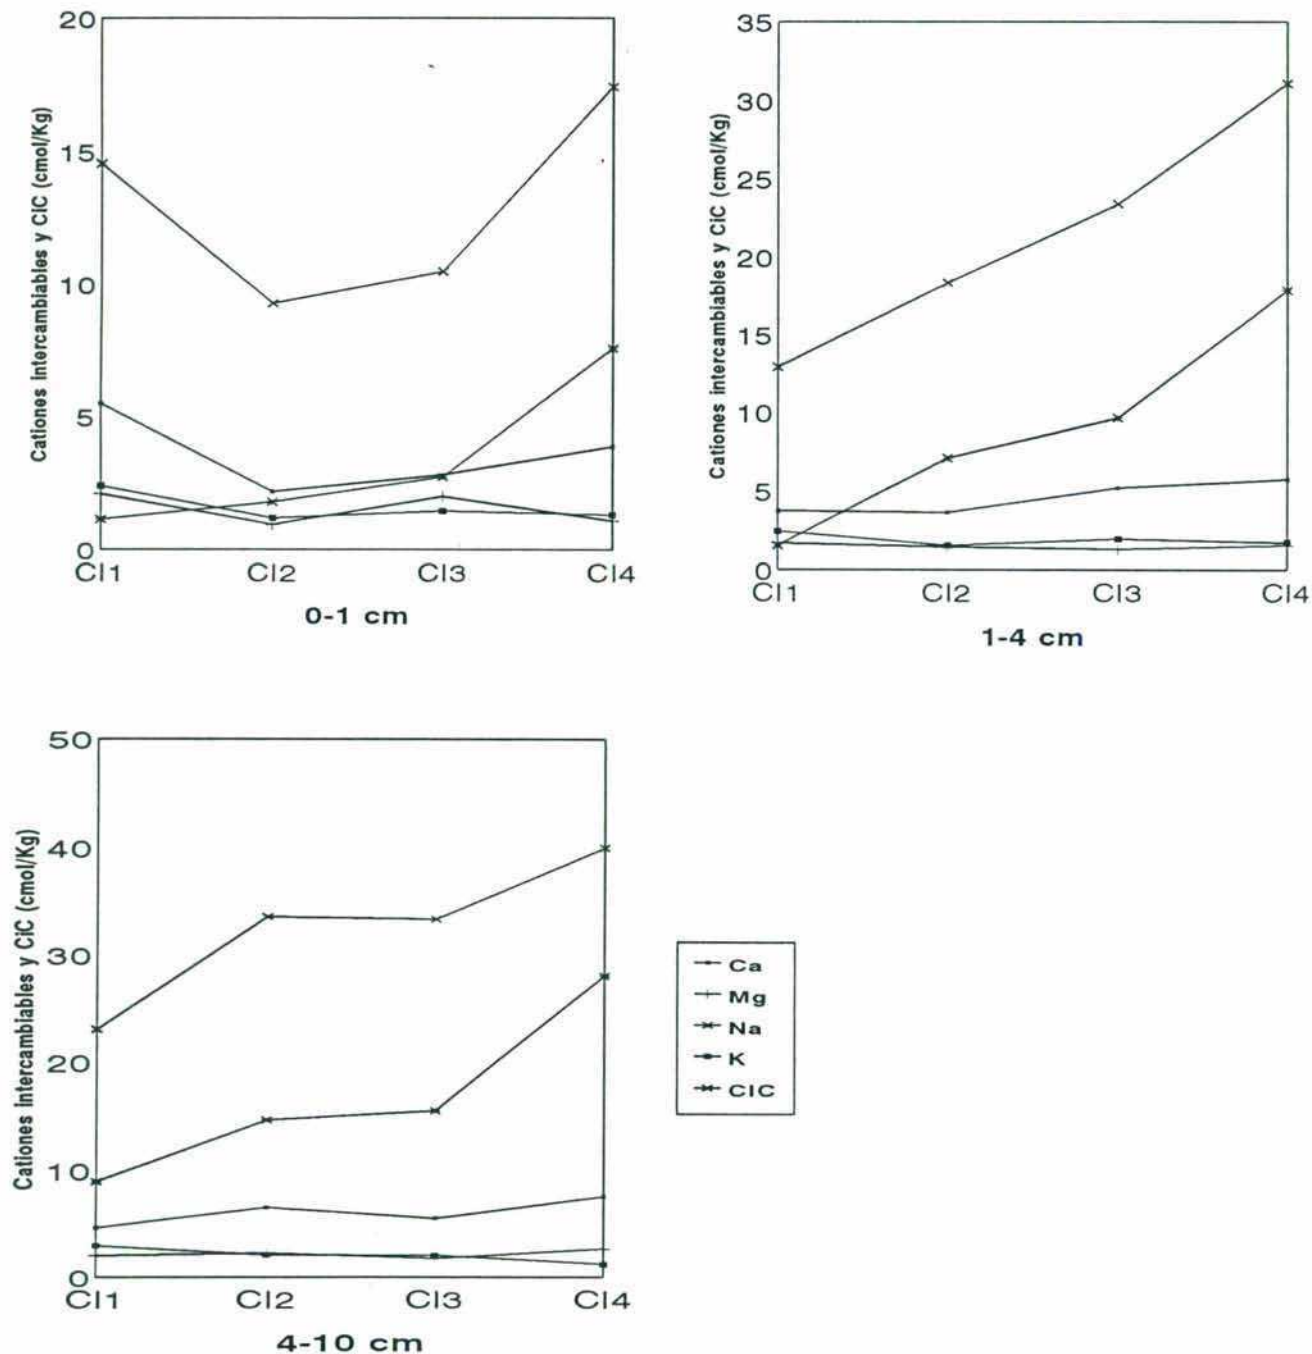 Cationes intercambiables y CiC (cmol/Kg)
20
15
10
5
0
CI1 CI2 CI3 CI4
0-1 cm
Cationes intercambiables y CiC (cmol/Kg)
35
30
25
20
15
10
5
0
CI1 CI2 CI3 CI4
1-4 cm
Cationes intercambiables y CiC (cmol/Kg)
50
40
30
20
10
0
CI1 CI2 CI3 CI4
4-10 cm
Ca
Mg
Na
K
CIC